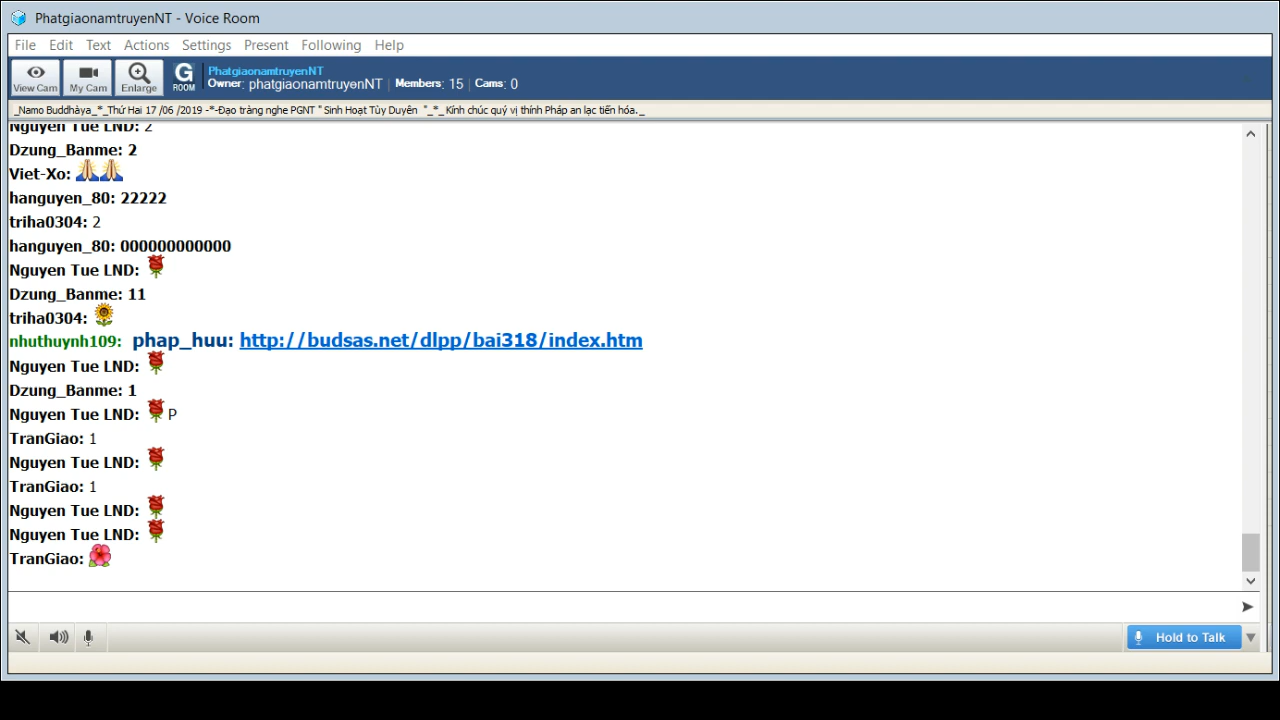 PhatgiaonamtruyenNT - Voice Room
File Edit Text Actions Settings Present Following Help
View Cam My Cam Enlarge G ROOM PhatgiaonamtruyenNT
Owner: phatgiaonamtruyenNT Members: 15 Cams: 0
_Namo Buddhàya_*_Thứ Hai 17 /06 /2019 -*-Đạo tràng nghe PGNT " Sinh Hoạt Tùy Duyên "_*_ Kính chúc quý vị thính Pháp an lạc tiến hóa._
Nguyen Tue LND: 2
Dzung_Banme: 2
Viet-Xo: 🙏🙏
hanguyen_80: 22222
triha0304: 2
hanguyen_80: 000000000000
Nguyen Tue LND: 🌹
Dzung_Banme: 11
triha0304: 🌻
nhuthuynh109: phap_huu: http://budsas.net/dlpp/bai318/index.htm
Nguyen Tue LND: 🌹
Dzung_Banme: 1
Nguyen Tue LND: 🌹P
TranGiao: 1
Nguyen Tue LND: 🌹
TranGiao: 1
Nguyen Tue LND: 🌹
Nguyen Tue LND: 🌹
TranGiao: 🌺
Hold to Talk